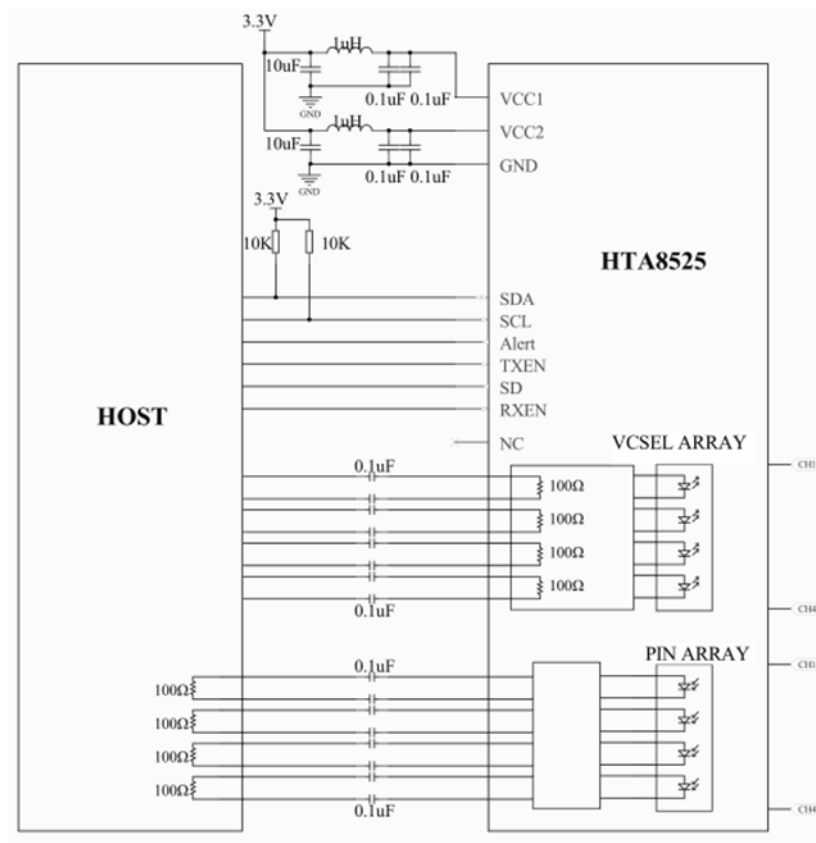 3.3V
1uH
10uF
0.1uF 0.1uF
GND
VCC1
1uH
VCC2
10uF
0.1uF 0.1uF
GND
GND
3.3V
10K
10K
HTA8525
SDA
SCL
Alert
TXEN
SD
RXEN
HOST
NC
VCSEL ARRAY
0.1uF
CH1
100Ω
100Ω
100Ω
100Ω
0.1uF
CH4
PIN ARRAY
0.1uF
CH1
100Ω
100Ω
100Ω
100Ω
0.1uF
CH4